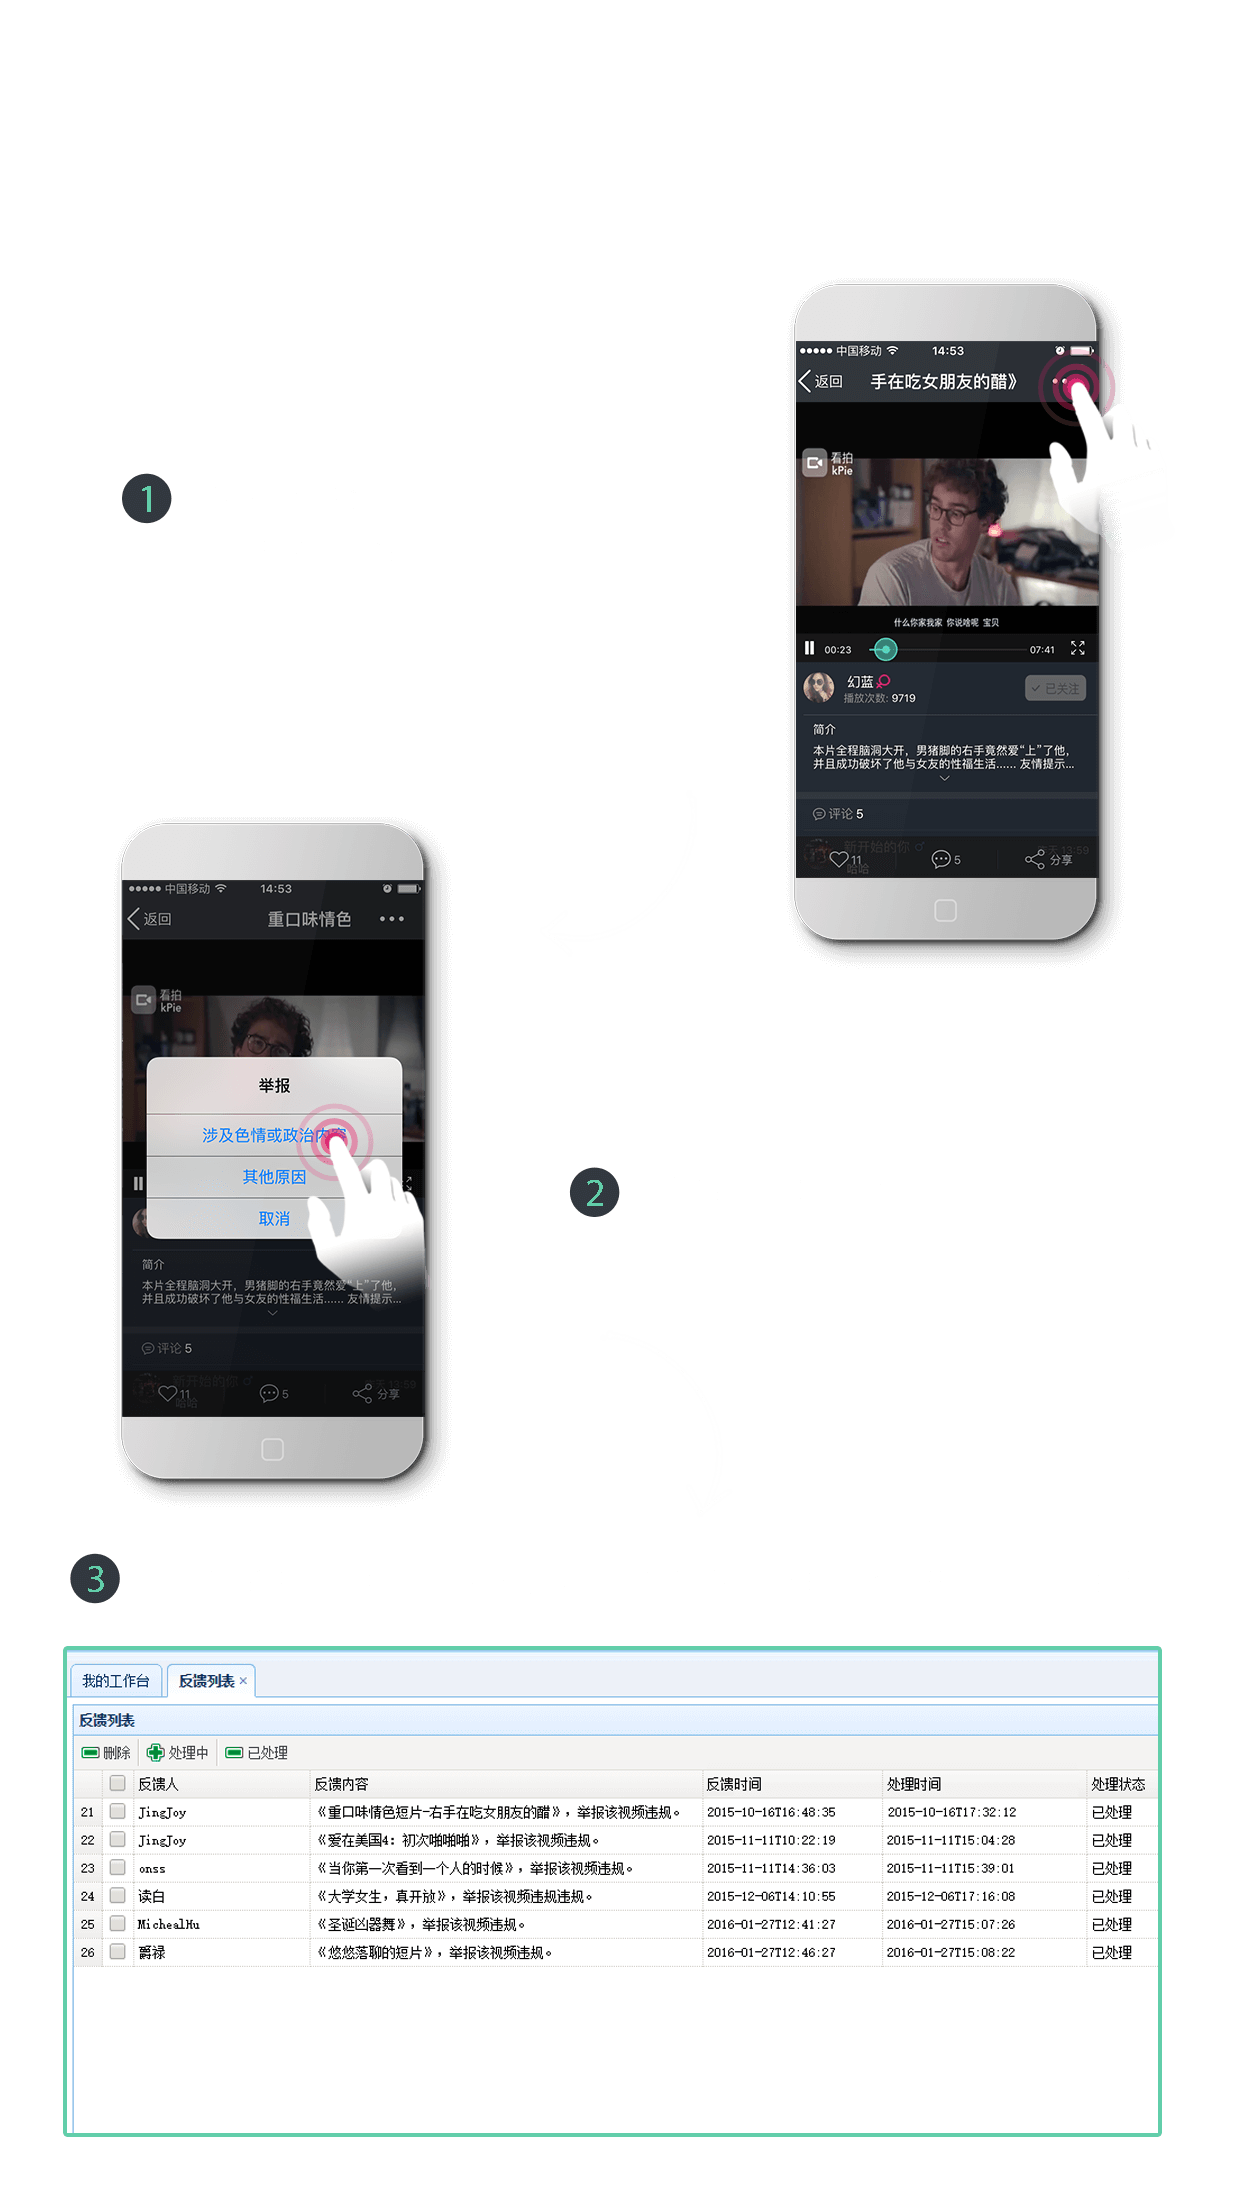 中国移动 14:53
返回 手在吃女朋友的醋》
看拍
kPie
什么你家我家 你说啥呢 宝贝
00:23 07:41
幻蓝
播放次数: 9719
已关注
简介
本片全程脑洞大开，男猪脚的右手竟然爱“上”了他，
并且成功破坏了他与女友的性福生活...... 友情提示...
评论 5
新开始的你 13:59
11 5 分享
哈哈
1
中国移动 14:53
返回 重口味情色
看拍
kPie
举报
涉及色情或政治内容
其他原因
取消
简介
本片全程脑洞大开，男猪脚的右手竟然爱“上”了他，
并且成功破坏了他与女友的性福生活...... 友情提示...
评论 5
新开始的你 13:59
11 5 分享
哈哈
2
3
我的工作台 反馈列表
反馈列表
删除 处理中 已处理
反馈人 反馈内容 反馈时间 处理时间 处理状态
21 JingJoy 《重口味情色短片-右手在吃女朋友的醋》，举报该视频违规。 2015-10-16T16:48:35 2015-10-16T17:32:12 已处理
22 JingJoy 《爱在美国4：初次啪啪啪》，举报该视频违规。 2015-11-11T10:22:19 2015-11-11T15:04:28 已处理
23 onss 《当你第一次看到一个人的时候》，举报该视频违规。 2015-11-11T14:36:03 2015-11-11T15:39:01 已处理
24 读白 《大学女生，真开放》，举报该视频违规违规。 2015-12-06T14:10:55 2015-12-06T17:16:08 已处理
25 MichealHu 《圣诞凶器舞》，举报该视频违规。 2016-01-27T12:41:27 2016-01-27T15:07:26 已处理
26 爵禄 《悠悠落聊的短片》，举报该视频违规。 2016-01-27T12:46:27 2016-01-27T15:08:22 已处理